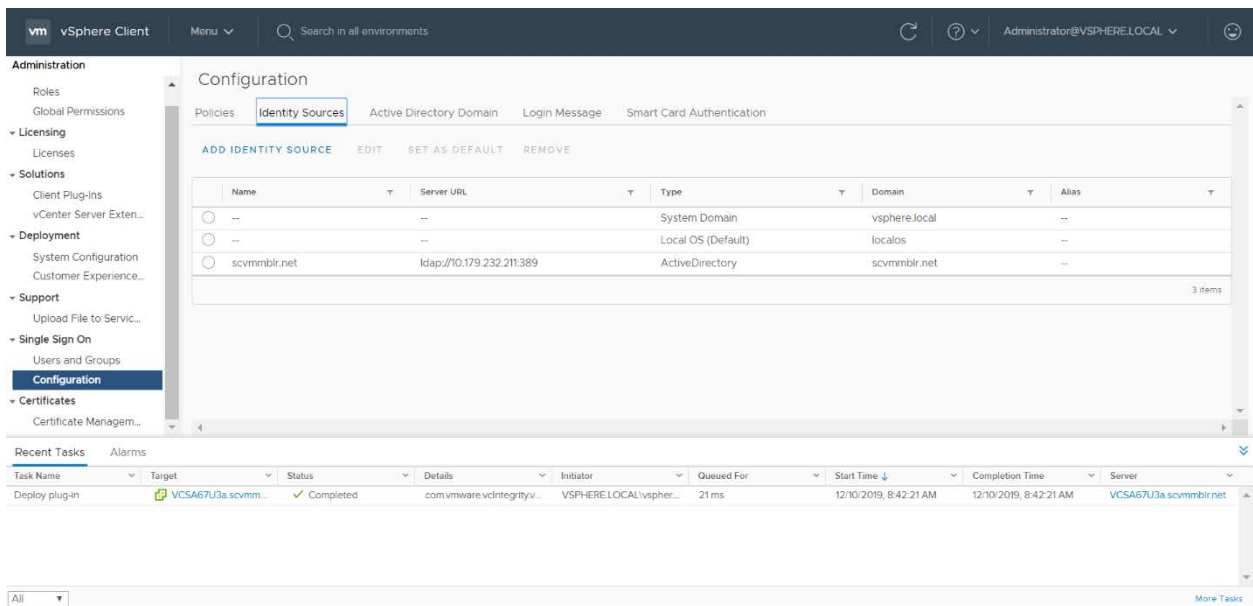 vm vSphere Client Menu Search in all environments Administrator@VSPHERE.LOCAL
Administration
Roles
Global Permissions
Licensing
Licenses
Solutions
Client Plug-Ins
vCenter Server Exten...
Deployment
System Configuration
Customer Experience...
Support
Upload File to Servic...
Single Sign On
Users and Groups
Configuration
Certificates
Certificate Managem...
Configuration
Policies Identity Sources Active Directory Domain Login Message Smart Card Authentication
ADD IDENTITY SOURCE EDIT SET AS DEFAULT REMOVE
Name Server URL Type Domain Alias
-- -- System Domain vsphere.local --
-- -- Local OS (Default) localos --
scvmmblr.net ldap://10.179.232.211:389 ActiveDirectory scvmmblr.net --
3 items
Recent Tasks Alarms
Task Name Target Status Details Initiator Queued For Start Time Completion Time Server
Deploy plug-in VCSA67U3a.scvmm... Completed com.vmware.vcIntegrity.v... VSPHERE.LOCAL\vspher... 21 ms 12/10/2019, 8:42:21 AM 12/10/2019, 8:42:21 AM VCSA67U3a.scvmmblr.net
All More Tasks